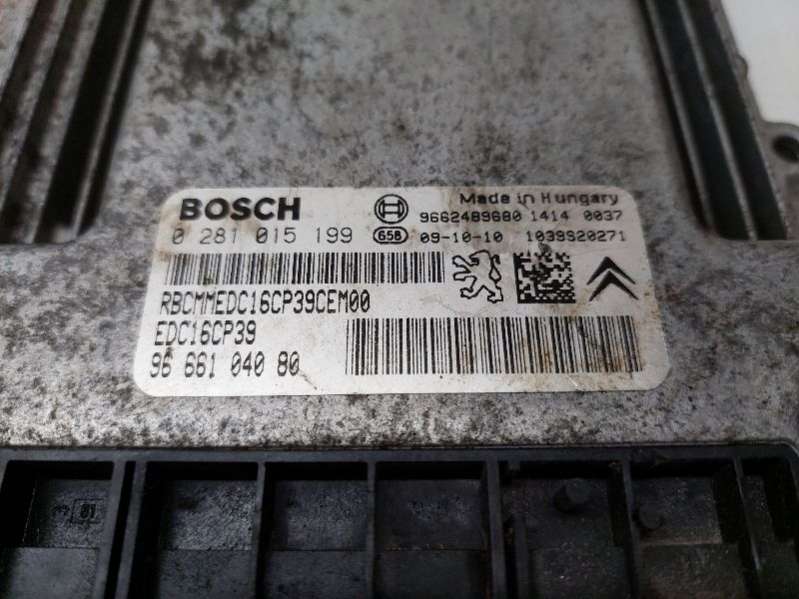 BOSCH
Made in Hungary
9662489680 1414 0037
0 281 015 199 658 09-10-10 1039S20271
RBCMMEDC16CP39CEM00
EDC16CP39
96 661 040 80